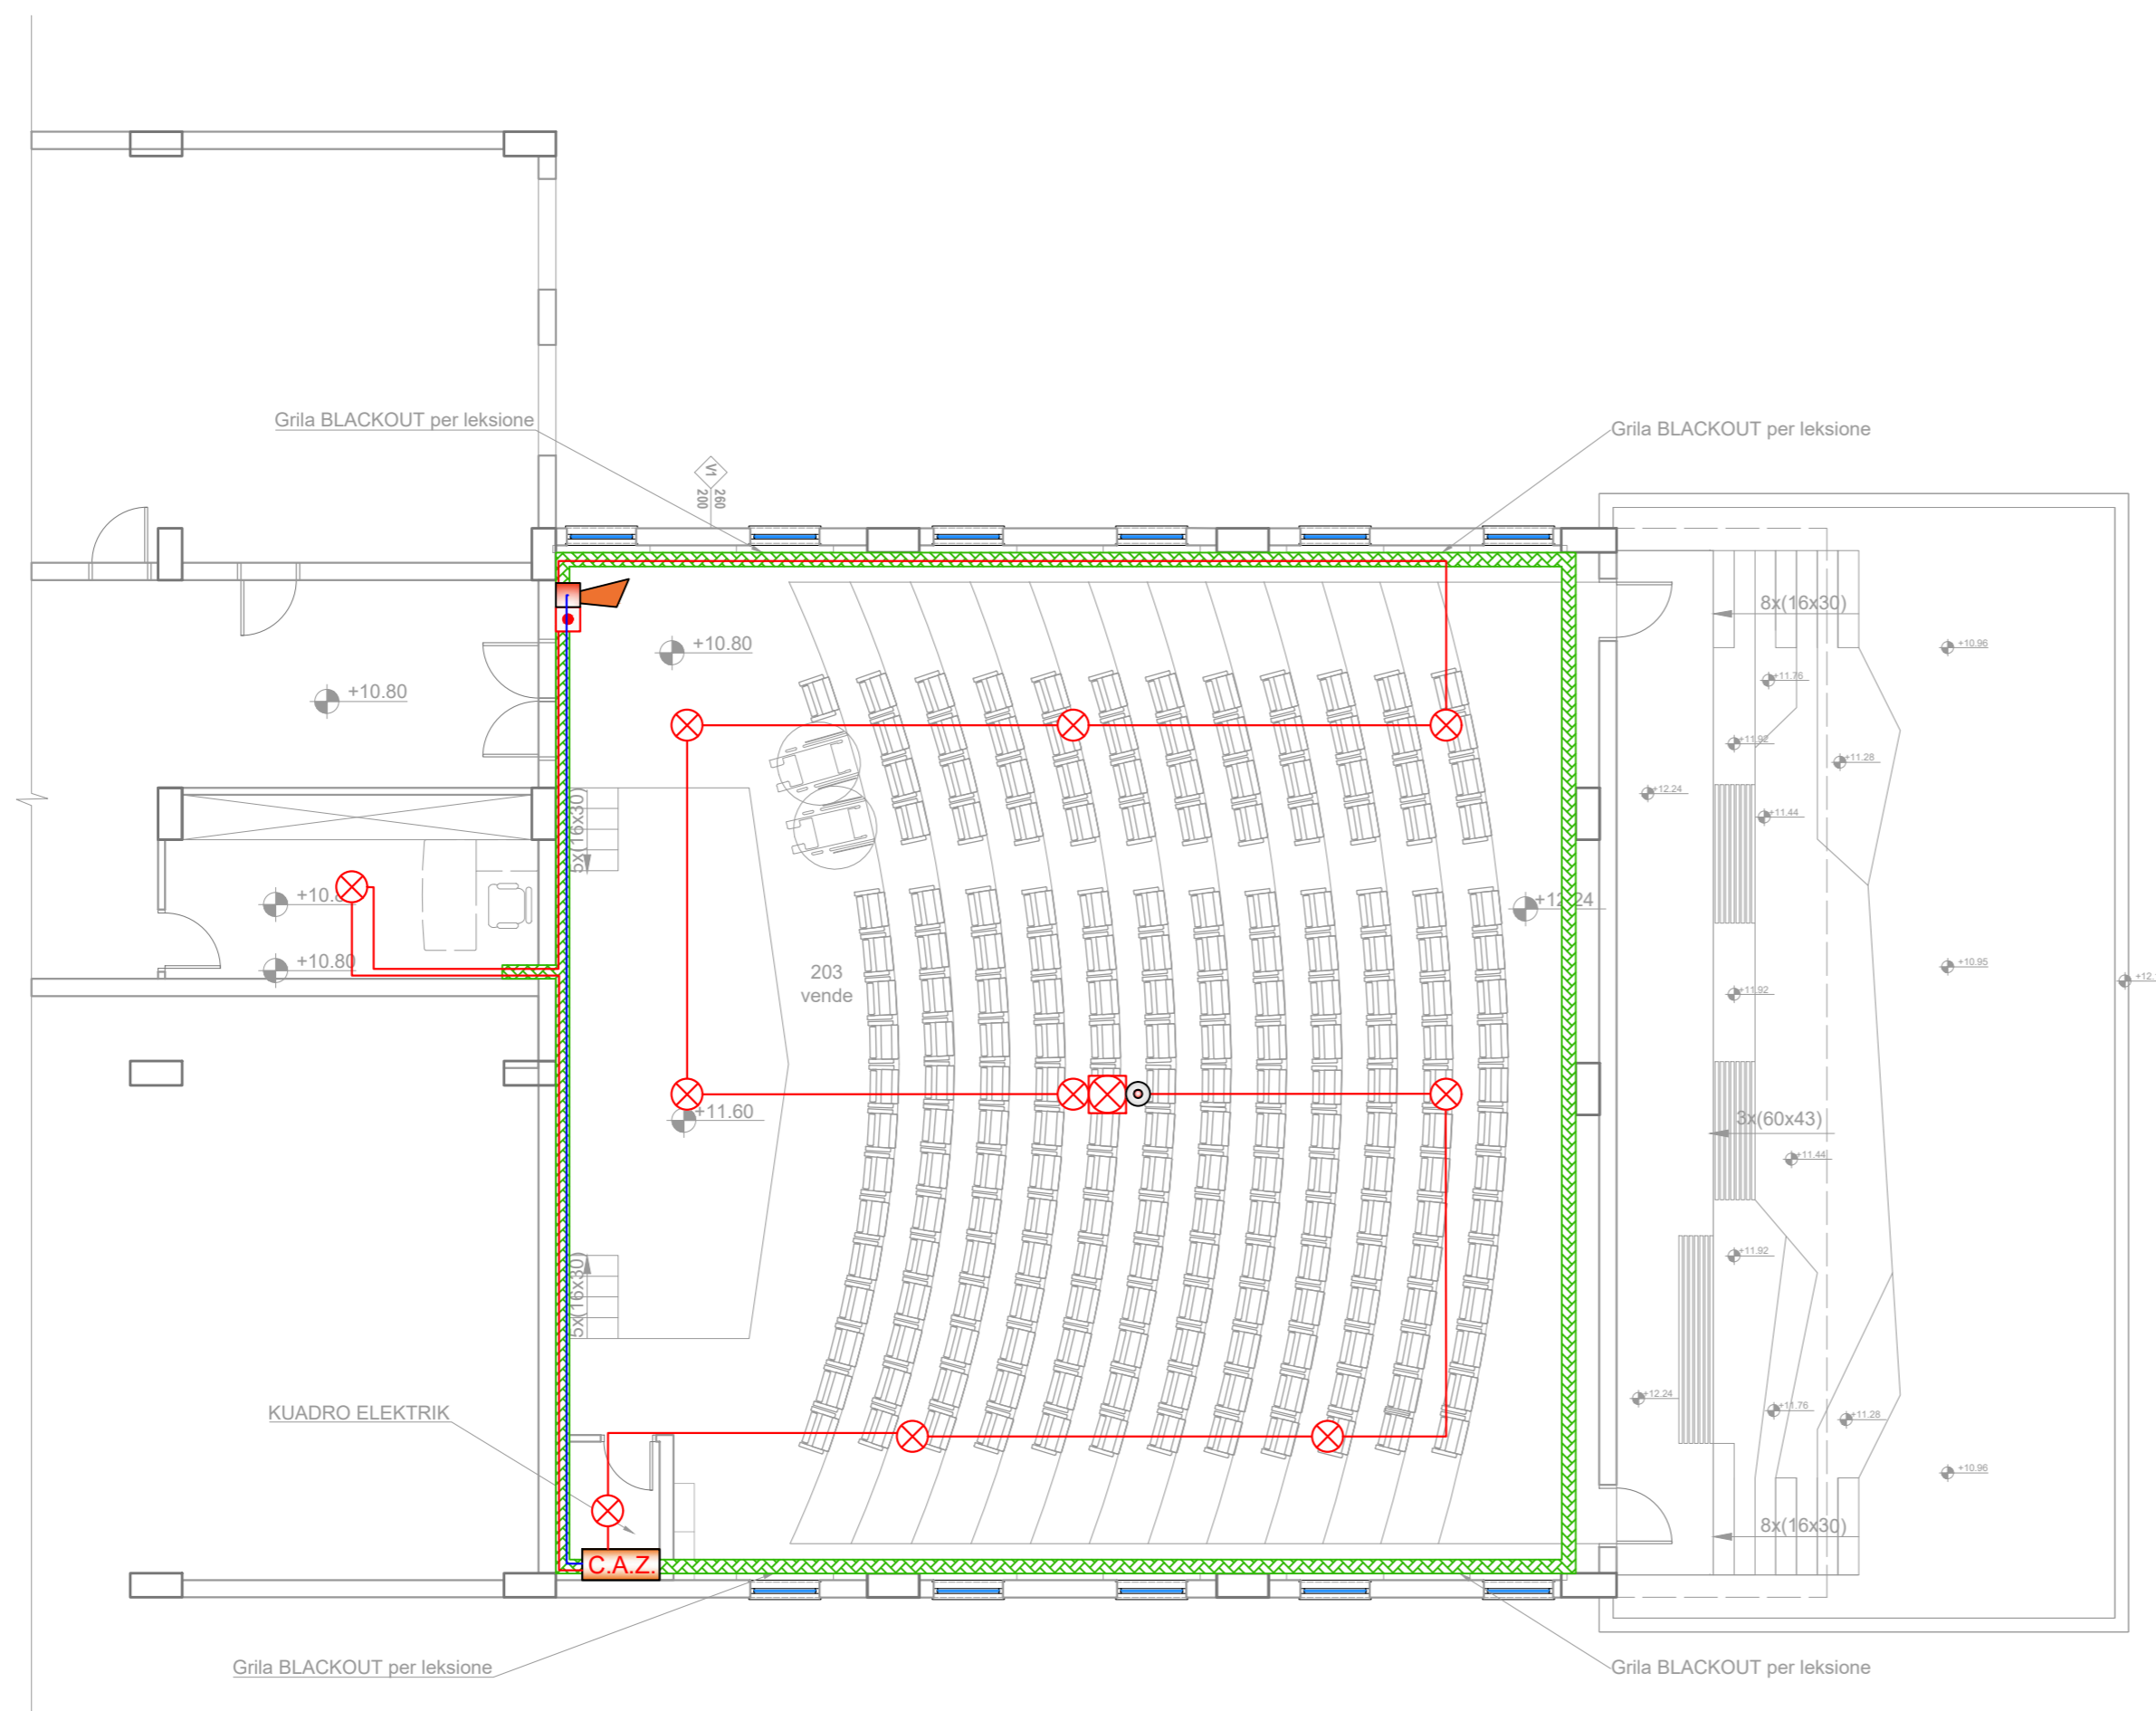 Grila BLACKOUT per leksione
Grila BLACKOUT per leksione
V1
260
200
8x(16x30)
+10.80
+10.96
+10.80
+11.76
+11.92
+11.28
+12.24
5x(16x30)
+11.44
+12.24
+10.80
203
vende
+10.95
+11.92
+11.60
3x(60x43)
+11.44
+11.92
5x(16x30)
+12.24
KUADRO ELEKTRIK
+11.76
+11.28
+10.96
8x(16x30)
C.A.Z.
Grila BLACKOUT per leksione
Grila BLACKOUT per leksione